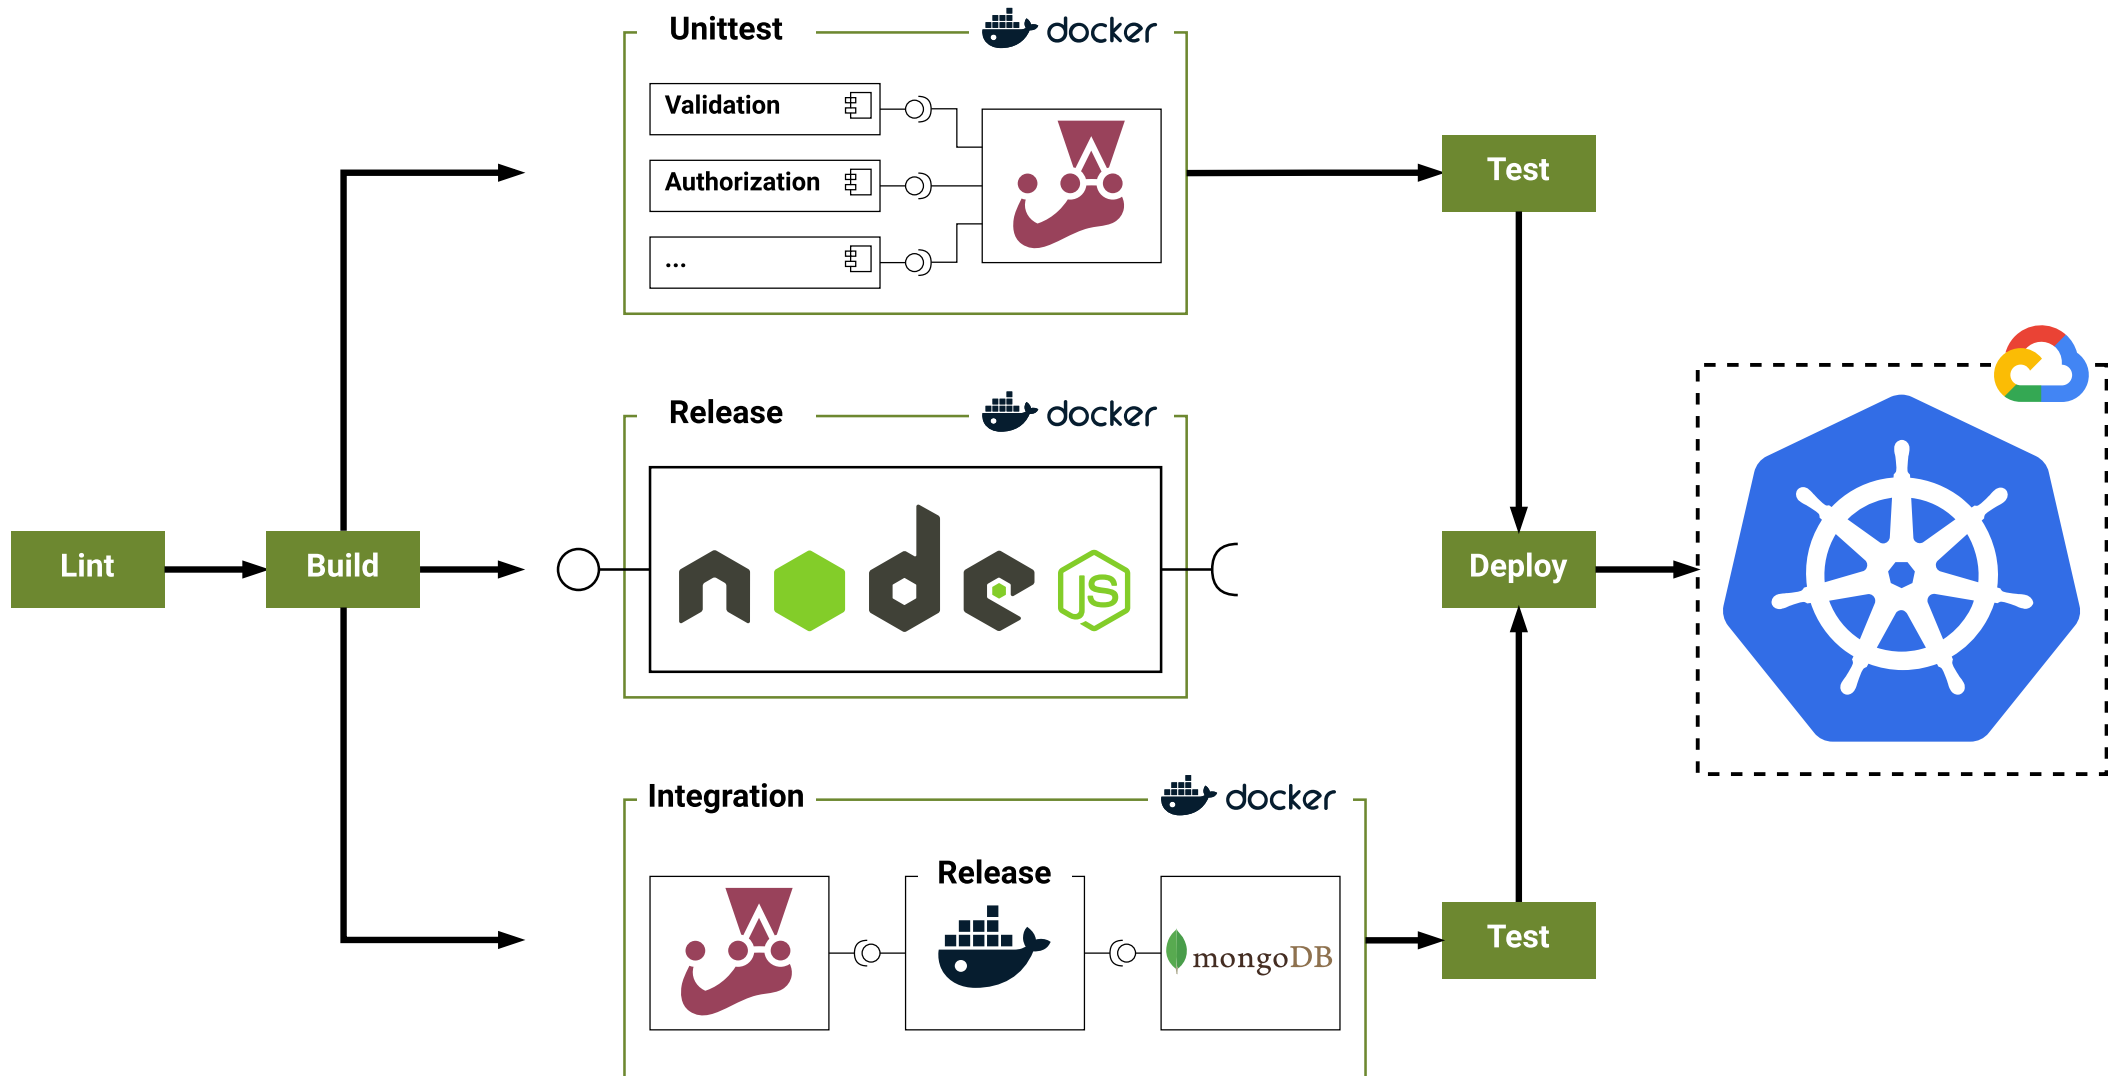 Unittest
docker
Validation
Authorization
...
Test
Release
docker
node
JS
Lint
Build
Deploy
Integration
docker
Release
mongoDB
Test